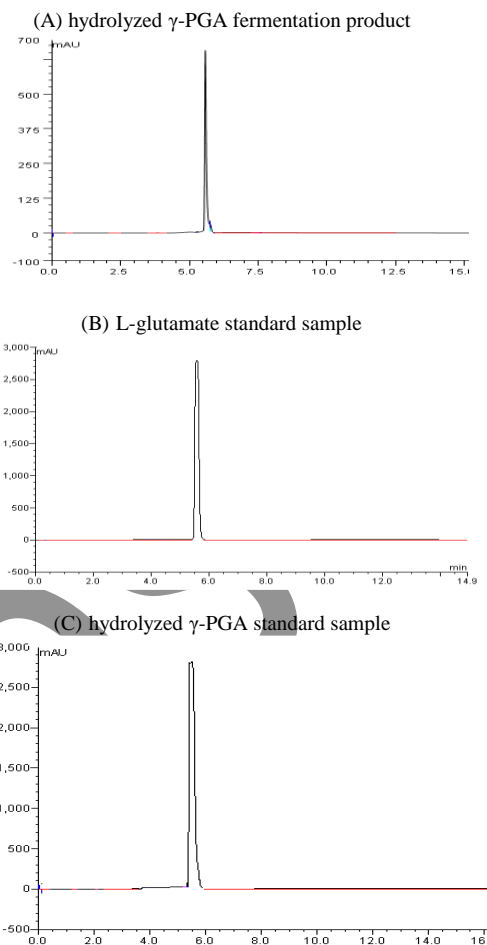 (A) hydrolyzed γ-PGA fermentation product
700
mAU
500
375
250
125
0
-100
0.0 2.5 5.0 7.5 10.0 12.5 15.
(B) L-glutamate standard sample
3,000
mAU
2,500
2,000
1,500
1,000
500
0
-500
min
0.0 2.0 4.0 6.0 8.0 10.0 12.0 14.9
(C) hydrolyzed γ-PGA standard sample
3,000
mAU
2,500
2,000
1,500
1,000
500
0
-500
0.0 2.0 4.0 6.0 8.0 10.0 12.0 14.0 16